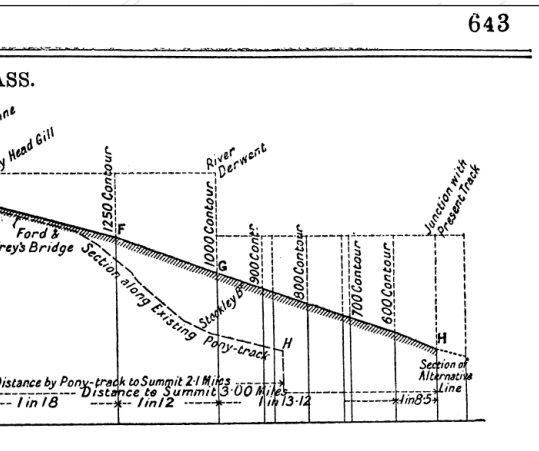 643
ASS.
Head Gill
River
Derwent
Junction with
Present Track
1250 Contour
1000 Contour
900 Cont.
800 Contour
700 Contour
600 Contour
Ford &
rey's Bridge
F
G
H
Section along Existing Pony-track
Stockley Br
H
Section of
Alternative
Line
Distance by Pony-track to Summit 2·1 Miles
Distance to Summit 3·00 Miles
1 in 18
1 in 12
1 in 13·12
1 in 8·5